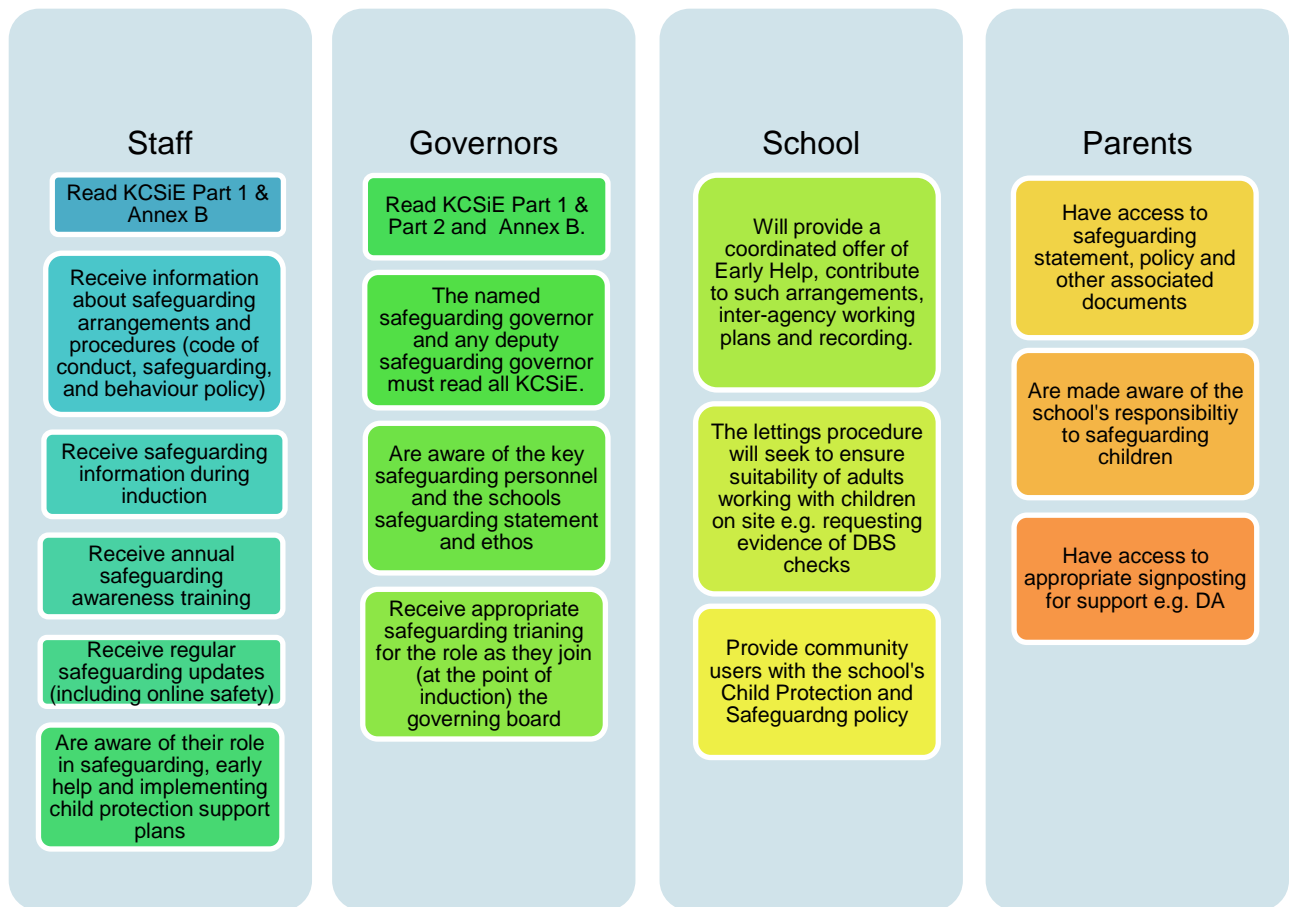 Staff
Read KCSiE Part 1 &
Annex B
Receive information
about safeguarding
arrangements and
procedures (code of
conduct, safeguarding,
and behaviour policy)
Receive safeguarding
information during
induction
Receive annual
safeguarding
awareness training
Receive regular
safeguarding updates
(including online safety)
Are aware of their role
in safeguarding, early
help and implementing
child protection support
plans
Governors
Read KCSiE Part 1 &
Part 2 and Annex B.
The named
safeguarding governor
and any deputy
safeguarding governor
must read all KCSiE.
Are aware of the key
safeguarding personnel
and the schools
safeguarding statement
and ethos
Receive appropriate
safeguarding trianing
for the role as they join
(at the point of
induction) the
governing board
School
Will provide a
coordinated offer of
Early Help, contribute
to such arrangements,
inter-agency working
plans and recording.
The lettings procedure
will seek to ensure
suitability of adults
working with children
on site e.g. requesting
evidence of DBS
checks
Provide community
users with the school's
Child Protection and
Safeguardng policy
Parents
Have access to
safeguarding
statement, policy and
other associated
documents
Are made aware of the
school's responsibiltiy
to safeguarding
children
Have access to
appropriate signposting
for support e.g. DA